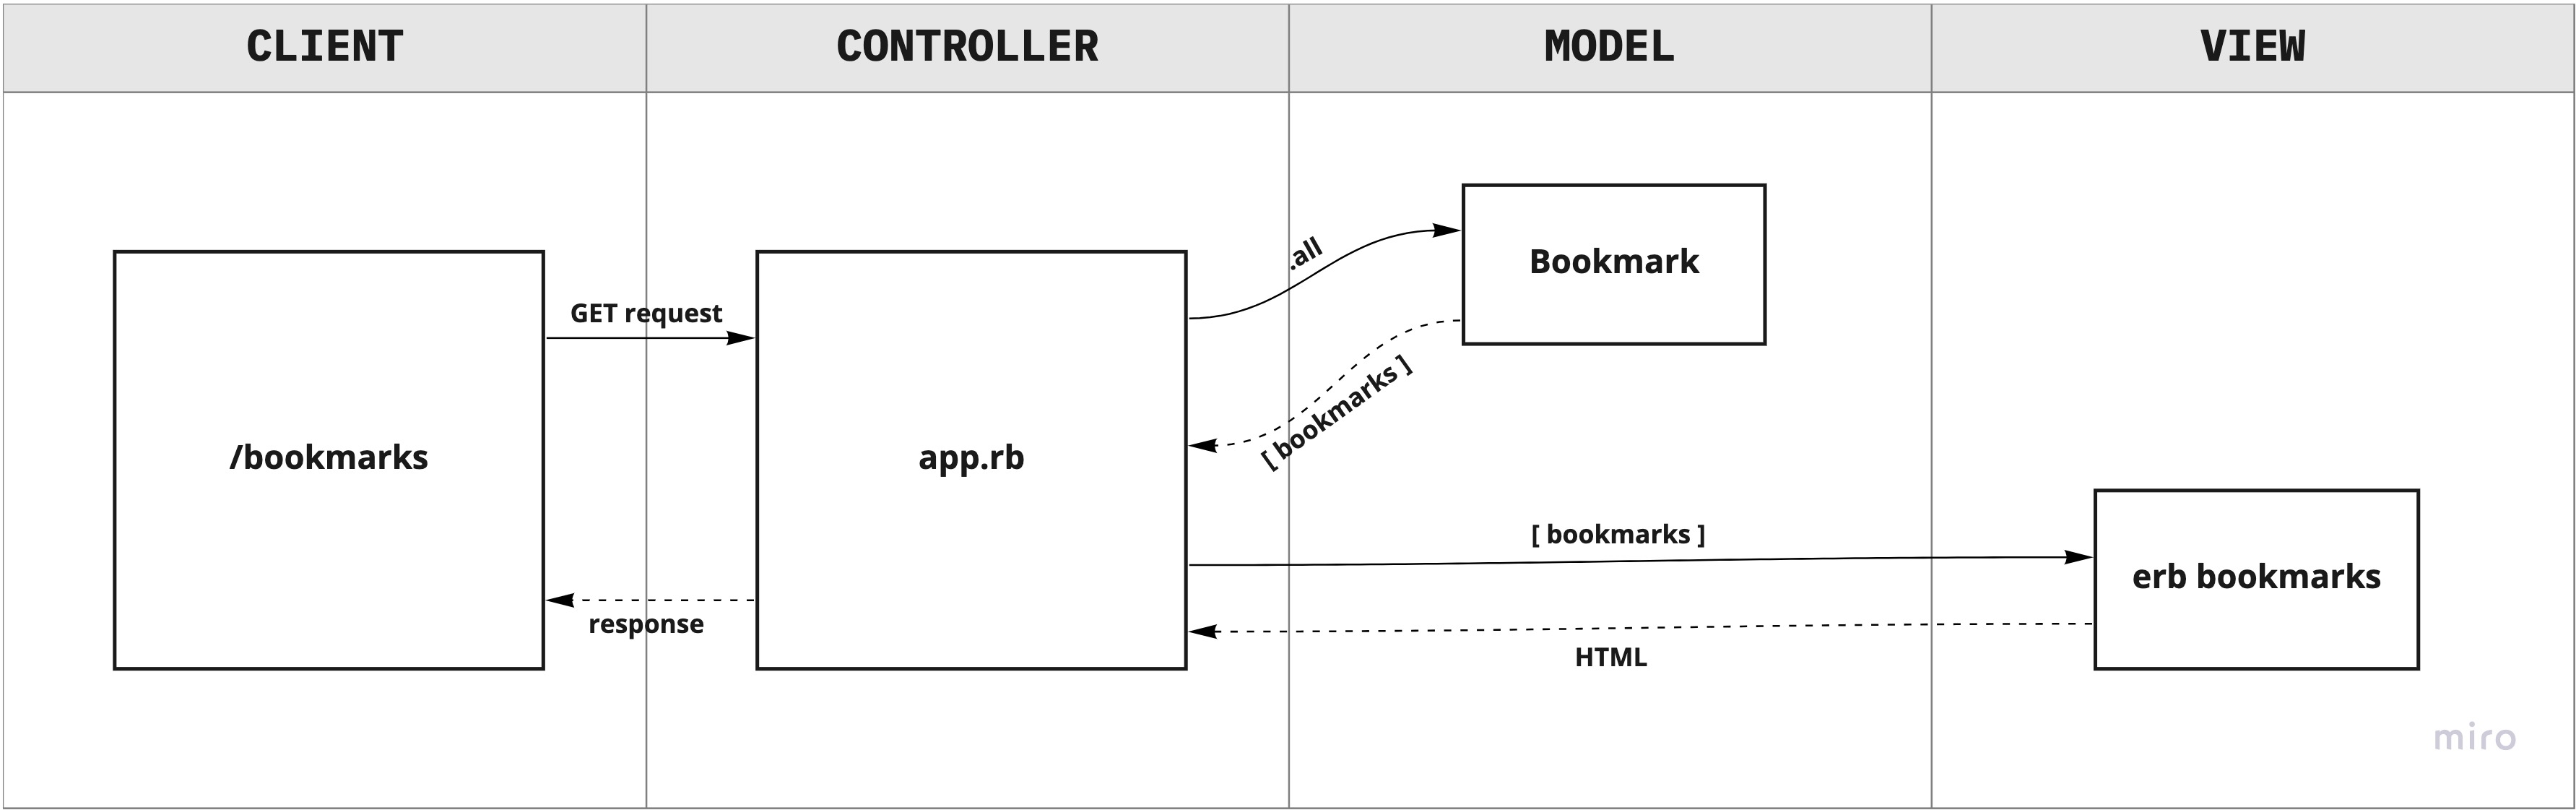 CLIENT
CONTROLLER
MODEL
VIEW
/bookmarks
GET request
response
app.rb
.all
[ bookmarks ]
Bookmark
[ bookmarks ]
HTML
erb bookmarks
miro